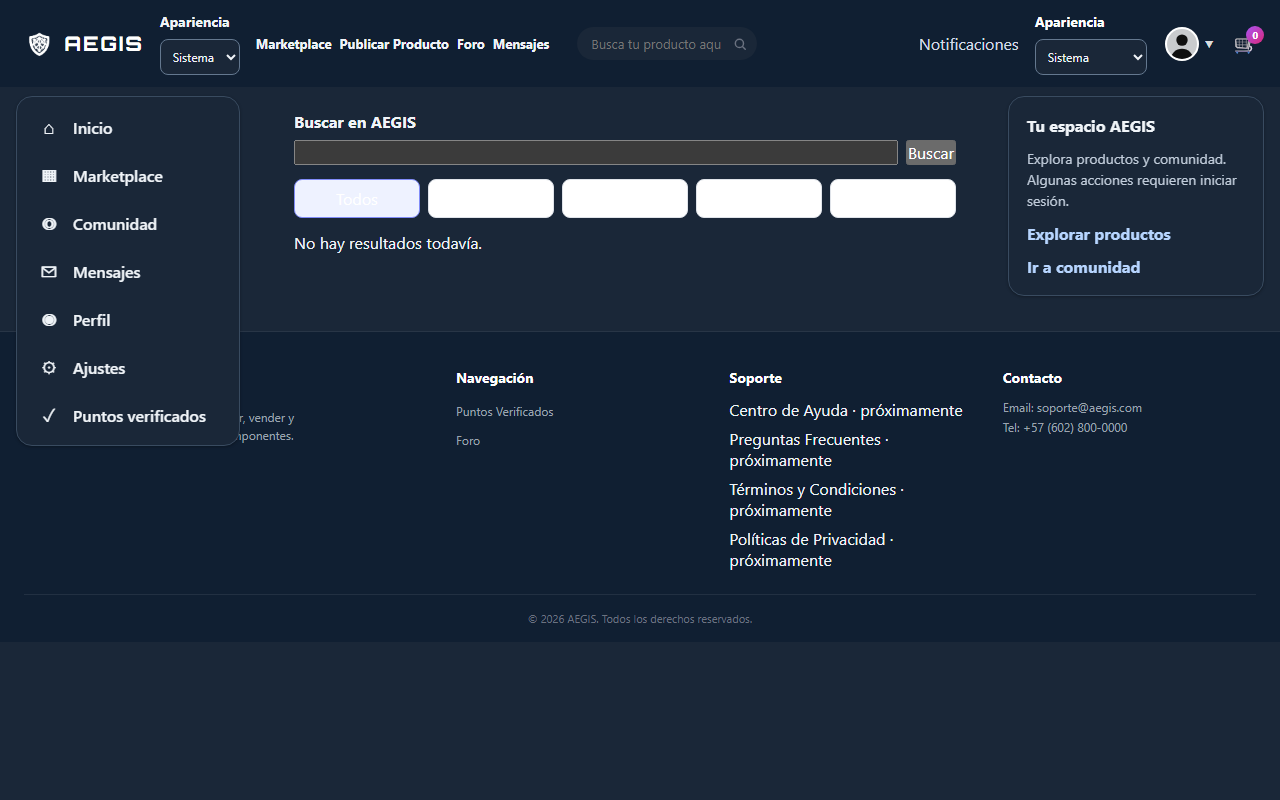 AEGIS
Apariencia
Sistema
Marketplace Publicar Producto Foro Mensajes
Busca tu producto aqu
Notificaciones
Apariencia
Sistema
0
Inicio
Marketplace
Comunidad
Mensajes
Perfil
Ajustes
Puntos verificados
Buscar en AEGIS
Buscar
Todos
No hay resultados todavía.
Tu espacio AEGIS
Explora productos y comunidad.
Algunas acciones requieren iniciar
sesión.
Explorar productos
Ir a comunidad
r, vender y
ponentes.
Navegación
Puntos Verificados
Foro
Soporte
Centro de Ayuda · próximamente
Preguntas Frecuentes ·
próximamente
Términos y Condiciones ·
próximamente
Políticas de Privacidad ·
próximamente
Contacto
Email: soporte@aegis.com
Tel: +57 (602) 800-0000
© 2026 AEGIS. Todos los derechos reservados.